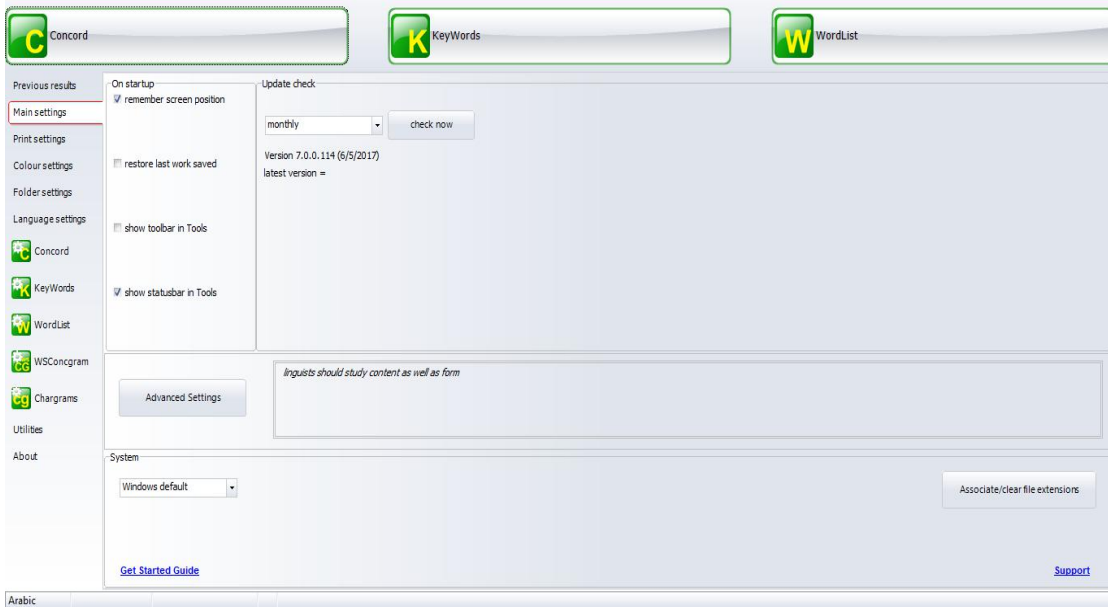 C Concord
K KeyWords
W WordList
Previous results
Main settings
Print settings
Colour settings
Folder settings
Language settings
C Concord
K KeyWords
W WordList
CG WSConcgram
cg Chargrams
Utilities
About
On startup
remember screen position
restore last work saved
show toolbar in Tools
show statusbar in Tools
Update check
monthly
check now
Version 7.0.0.114 (6/5/2017)
latest version =
Advanced Settings
linguists should study content as well as form
System
Windows default
Associate/clear file extensions
Get Started Guide
Support
Arabic